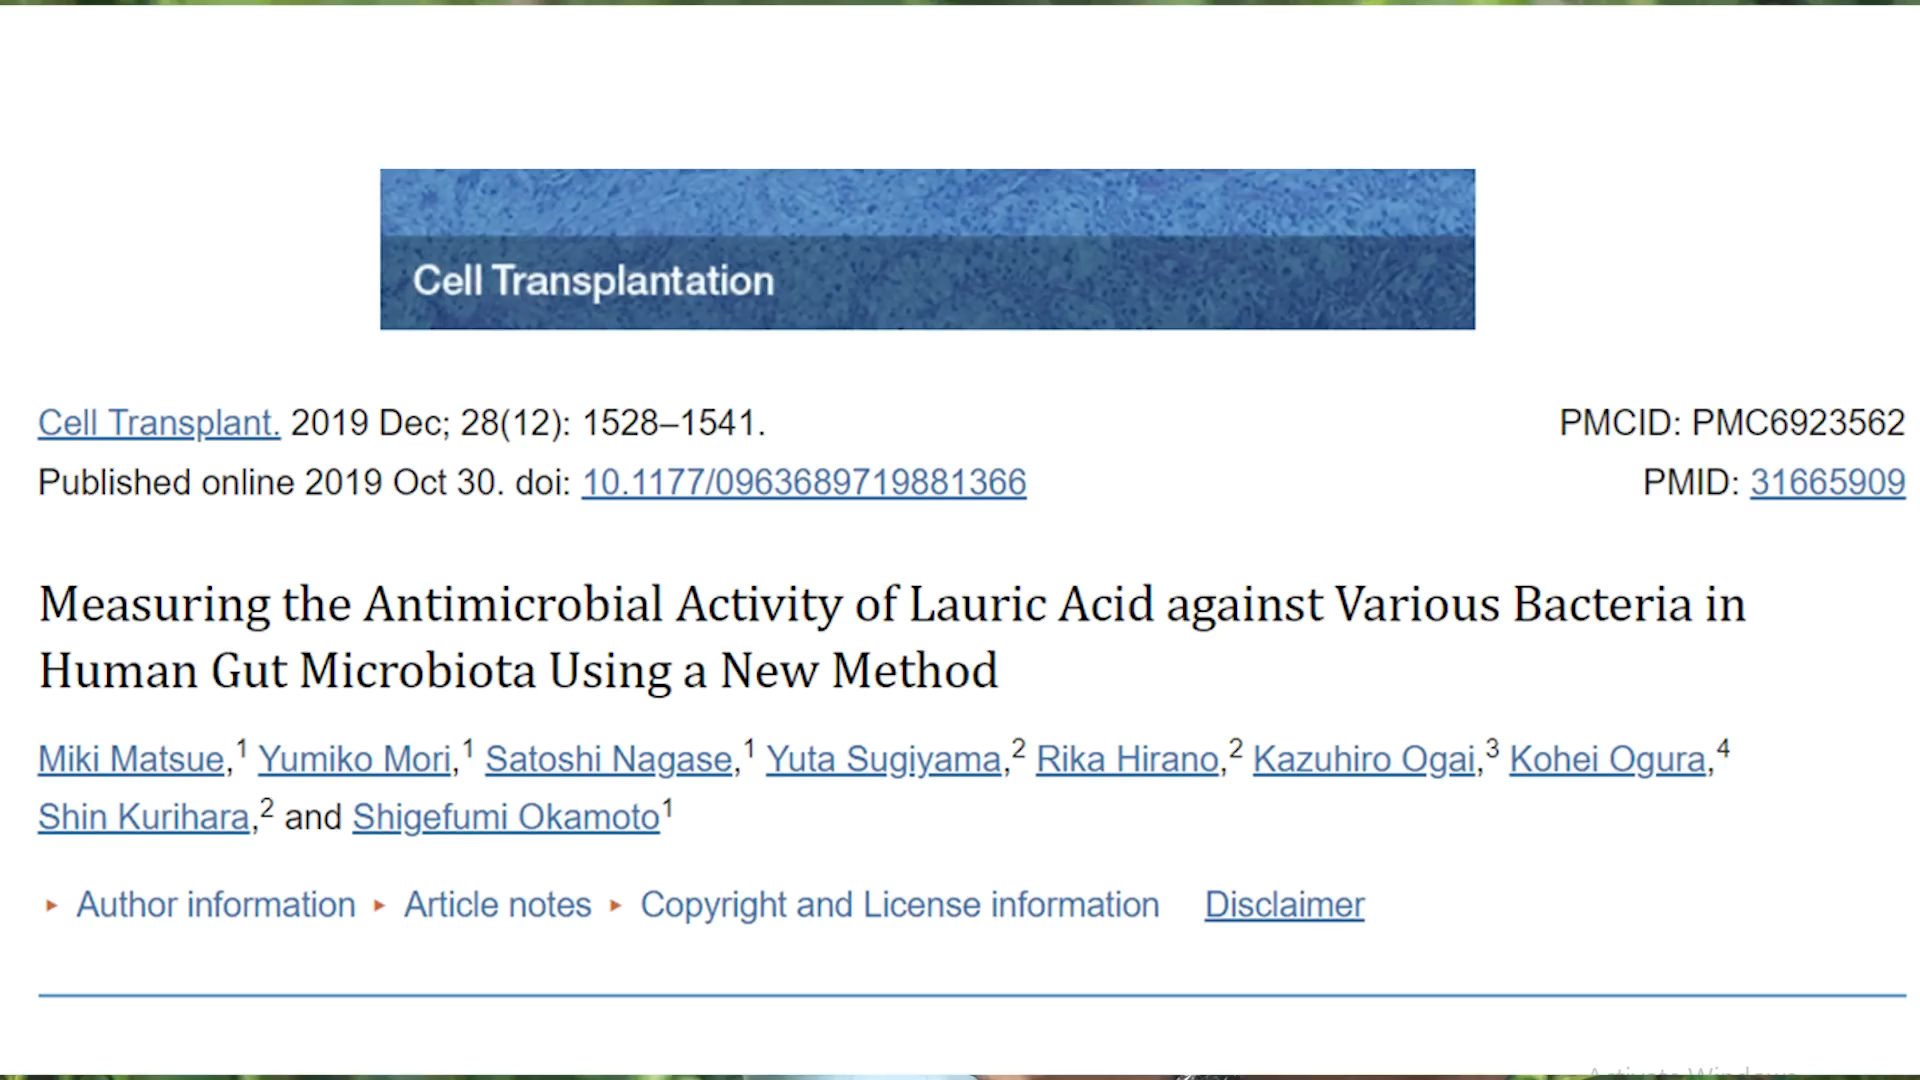 Cell Transplantation
Cell Transplant. 2019 Dec; 28(12): 1528–1541.
PMCID: PMC6923562
Published online 2019 Oct 30. doi: 10.1177/0963689719881366
PMID: 31665909
Measuring the Antimicrobial Activity of Lauric Acid against Various Bacteria in
Human Gut Microbiota Using a New Method
Miki Matsue,1 Yumiko Mori,1 Satoshi Nagase,1 Yuta Sugiyama,2 Rika Hirano,2 Kazuhiro Ogai,3 Kohei Ogura,4
Shin Kurihara,2 and Shigefumi Okamoto1
▸ Author information ▸ Article notes ▸ Copyright and License information Disclaimer